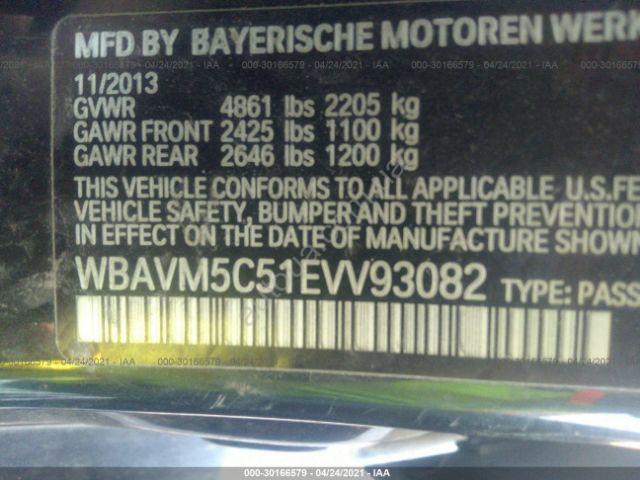 MFD BY BAYERISCHE MOTOREN WERK
11/2013
GVWR 4861 lbs 2205 kg
GAWR FRONT 2425 lbs 1100 kg
GAWR REAR 2646 lbs 1200 kg
THIS VEHICLE CONFORMS TO ALL APPLICABLE U.S.FE
VEHICLE SAFETY, BUMPER AND THEFT PREVENTION
IN EFFECT ON THE DATE OF MANUFACTURE SHOWN
WBAVM5C51EVV93082 TYPE: PASS
000-30166579 - 04/24/2021 - IAA